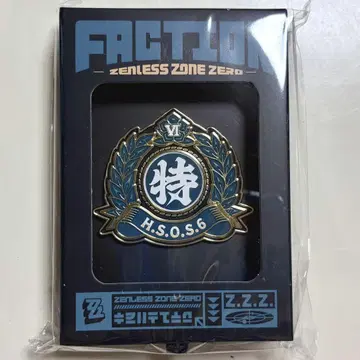 FACTION
ZENLESS ZONE ZERO
VI
特
H.S.O.S.6
ZENLESS ZONE ZERO
Z.Z.Z.